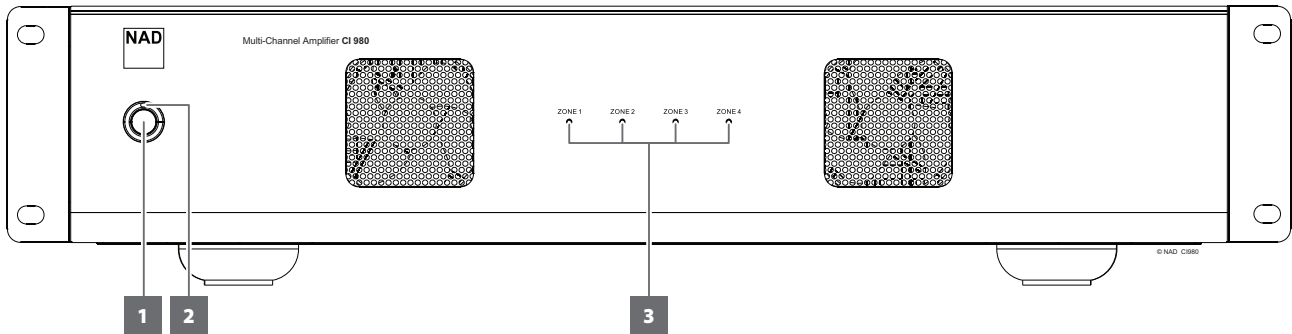 NAD
Multi-Channel Amplifier CI 980
ZONE 1 ZONE 2 ZONE 3 ZONE 4
© NAD CI980
1 2 3